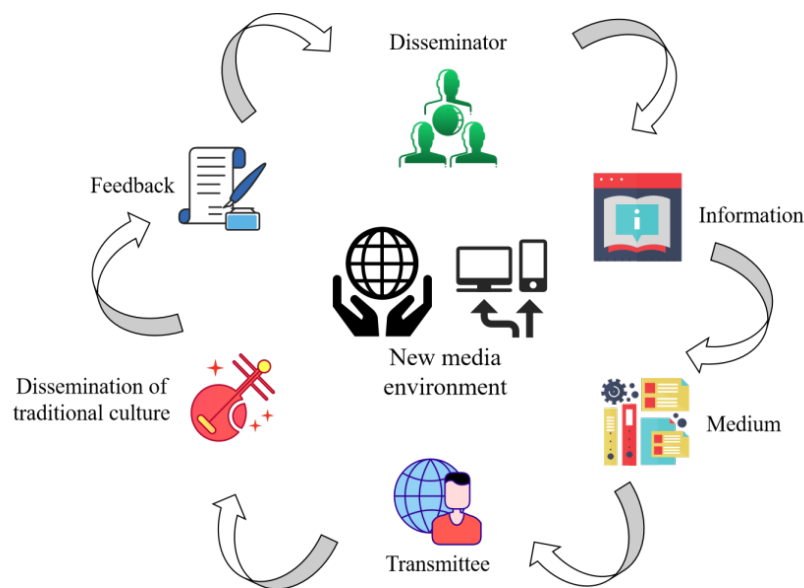 Disseminator
Information
Medium
Transmittee
Dissemination of
traditional culture
Feedback
New media
environment